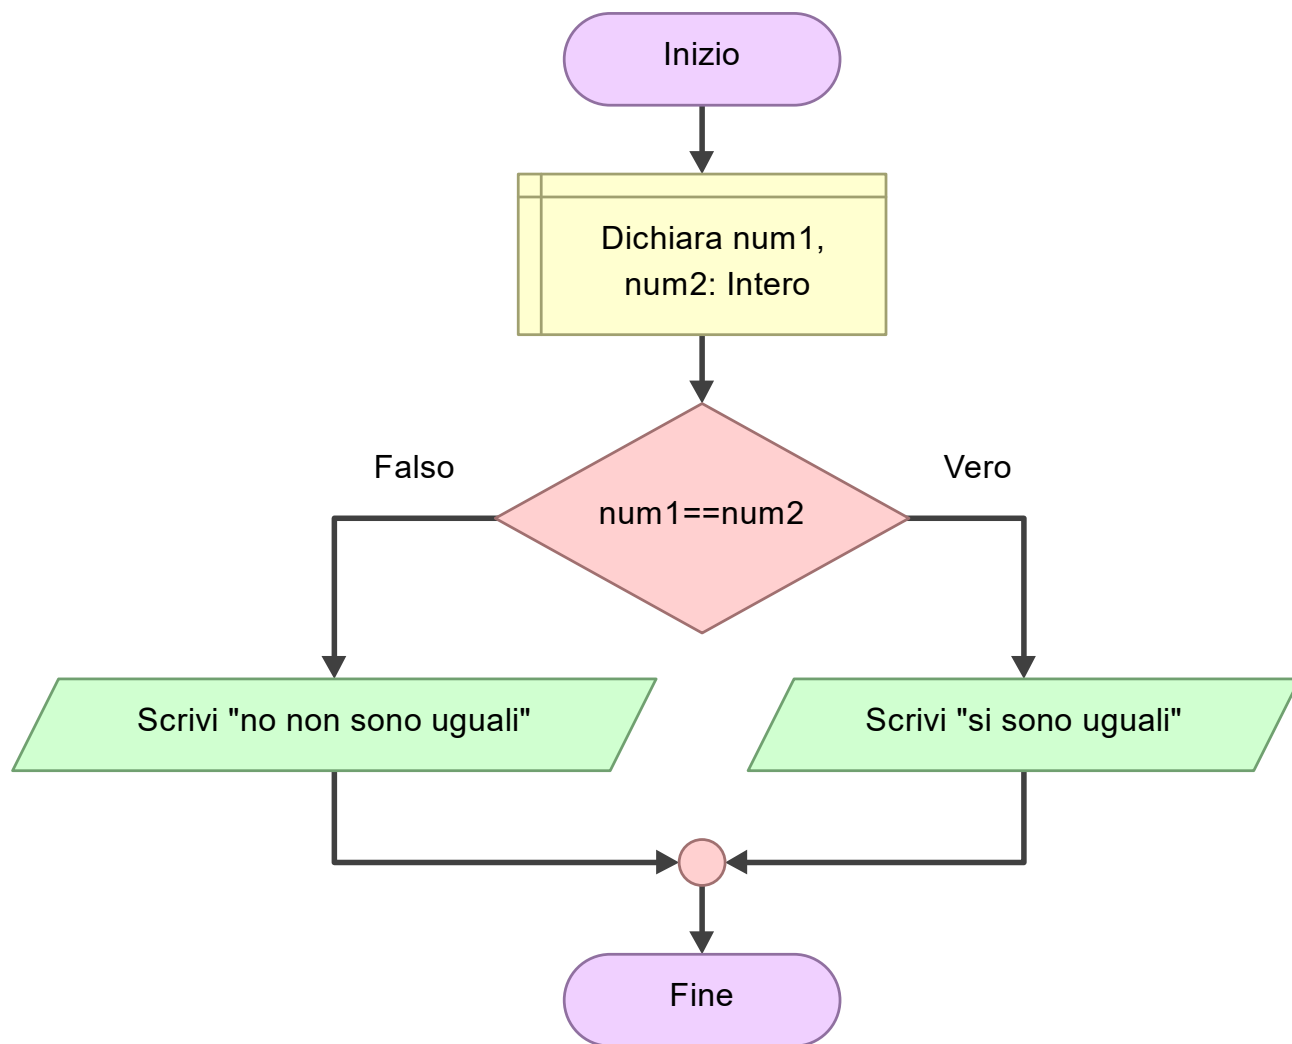 Inizio
Dichiara num1,
num2: Intero
Falso
Vero
num1==num2
Scrivi "no non sono uguali"
Scrivi "si sono uguali"
Fine